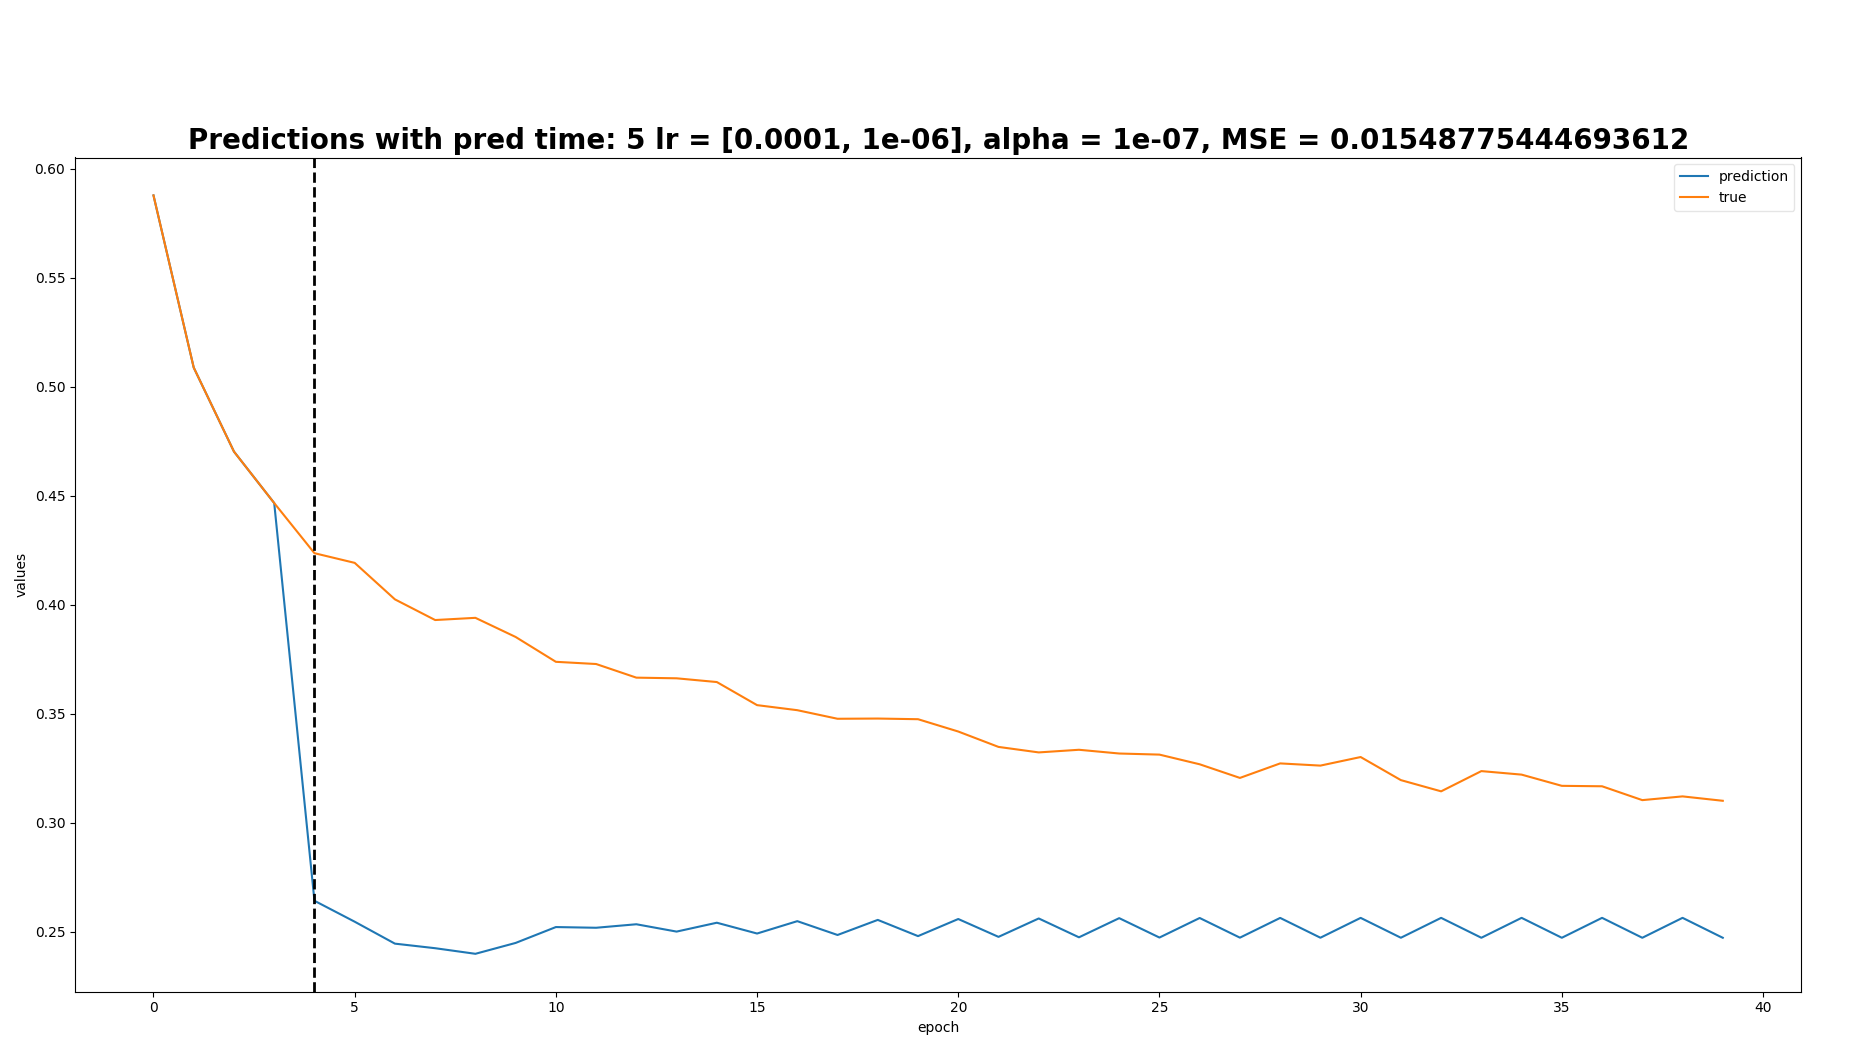 Predictions with pred time: 5 lr = [0.0001, 1e-06], alpha = 1e-07, MSE = 0.01548775444693612
prediction
true
0.60
0.55
0.50
0.45
0.40
0.35
0.30
0.25
values
0 5 10 15 20 25 30 35 40
epoch